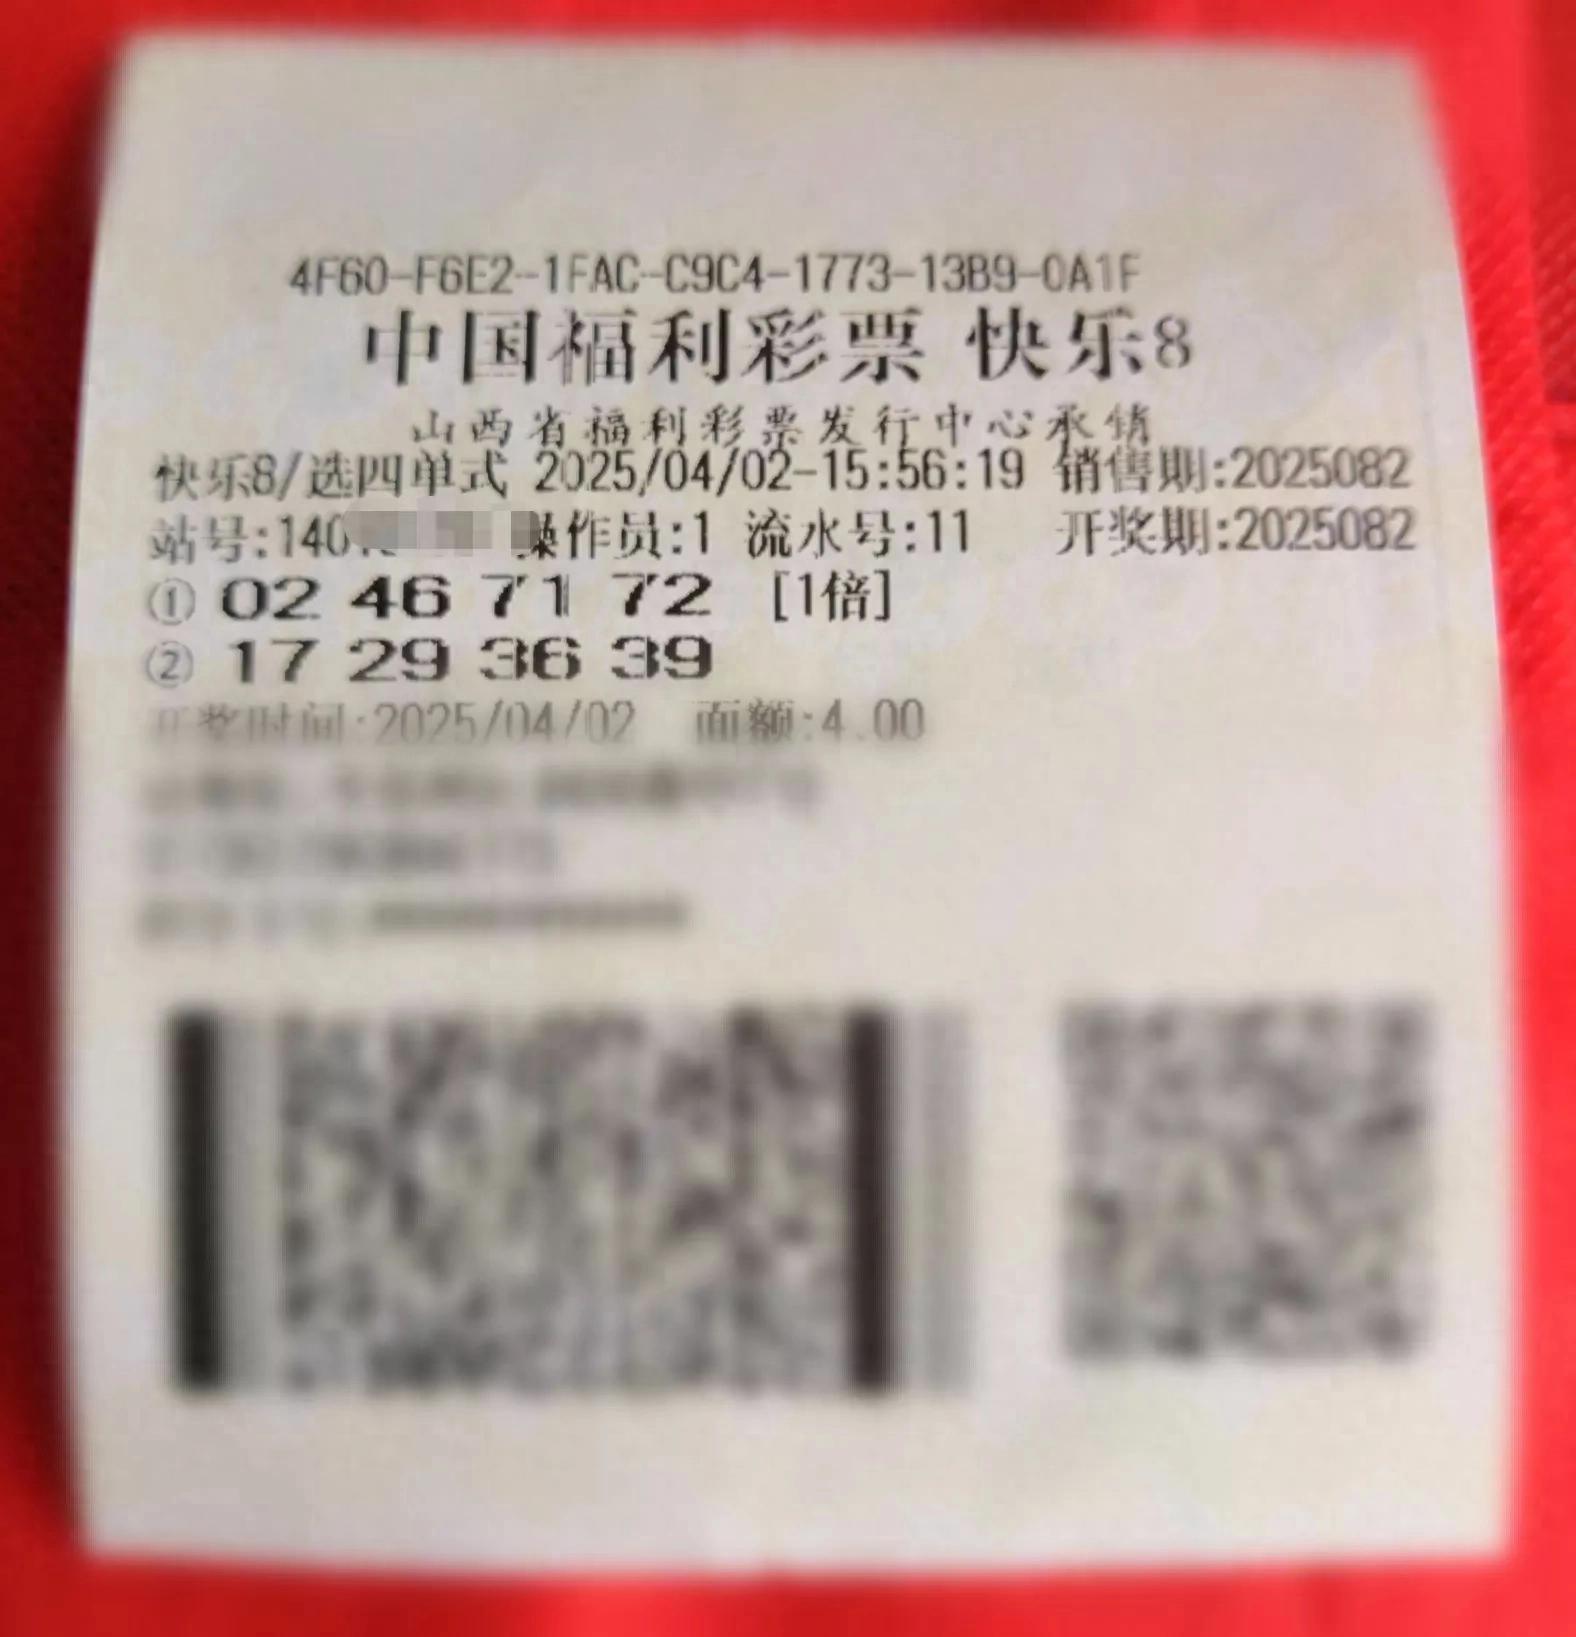 4F60-F6E2-1FAC-C9C4-1773-13B9-0A1F
中国福利彩票 快乐8
山西省福利彩票发行中心承销
快乐8/选四单式 2025/04/02-15:56:19 销售期:2025082
站号:140 操作员:1 流水号:11 开奖期:2025082
① 02 46 71 72 [1倍]
② 17 29 36 39
开奖时间:2025/04/02 面额:4.00